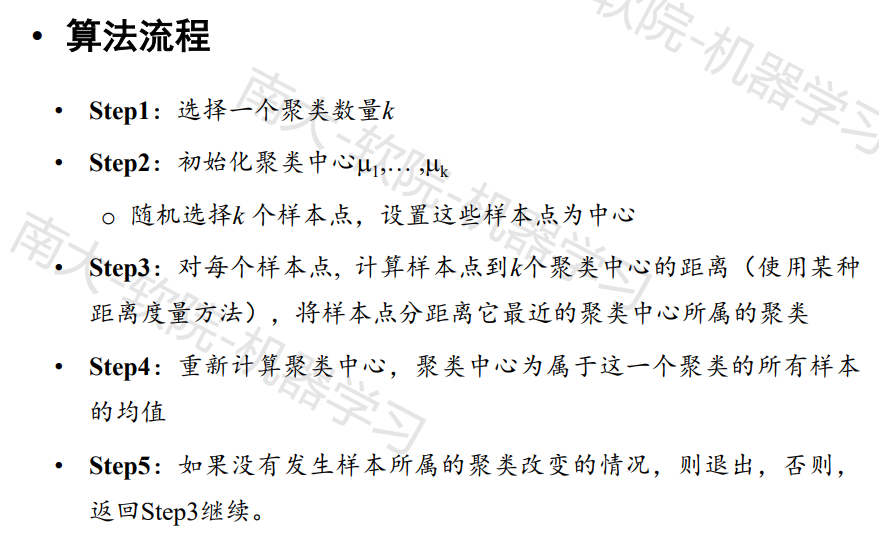 • 算法流程
• Step1：选择一个聚类数量k
• Step2：初始化聚类中心μ1,… ,μk
o 随机选择k 个样本点，设置这些样本点为中心
• Step3：对每个样本点, 计算样本点到k个聚类中心的距离（使用某种
距离度量方法），将样本点分距离它最近的聚类中心所属的聚类
• Step4：重新计算聚类中心，聚类中心为属于这一个聚类的所有样本
的均值
• Step5：如果没有发生样本所属的聚类改变的情况，则退出，否则，
返回Step3继续。
南大-软院-机器学习
南大-软院-机器学习
软院-机器学习